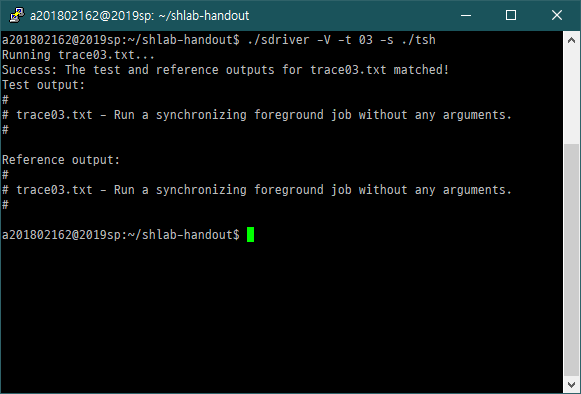 a201802162@2019sp: ~/shlab-handout
a201802162@2019sp:~/shlab-handout$ ./sdriver -V -t 03 -s ./tsh
Running trace03.txt...
Success: The test and reference outputs for trace03.txt matched!
Test output:
#
# trace03.txt - Run a synchronizing foreground job without any arguments.
#
Reference output:
#
# trace03.txt - Run a synchronizing foreground job without any arguments.
#
a201802162@2019sp:~/shlab-handout$